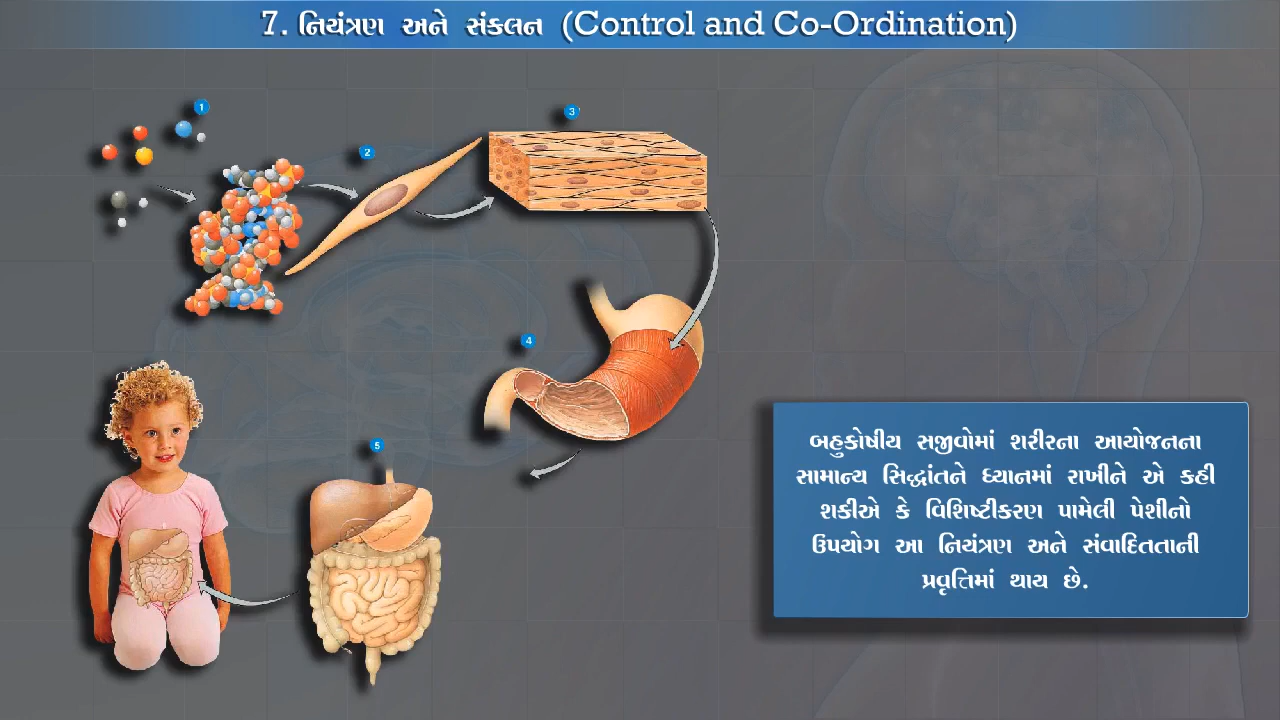 7. નિયંત્રણ અને સંકલન (Control and Co-Ordination)
1
2
3
4
5
બહુકોષીય સજીવોમાં શરીરના આયોજનના
સામાન્ય સિદ્ધાંતને ધ્યાનમાં રાખીને એ કહી
શકીએ કે વિશિષ્ટીકરણ પામેલી પેશીનો
ઉપયોગ આ નિયંત્રણ અને સંવાદિતતાની
પ્રવૃત્તિમાં થાય છે.